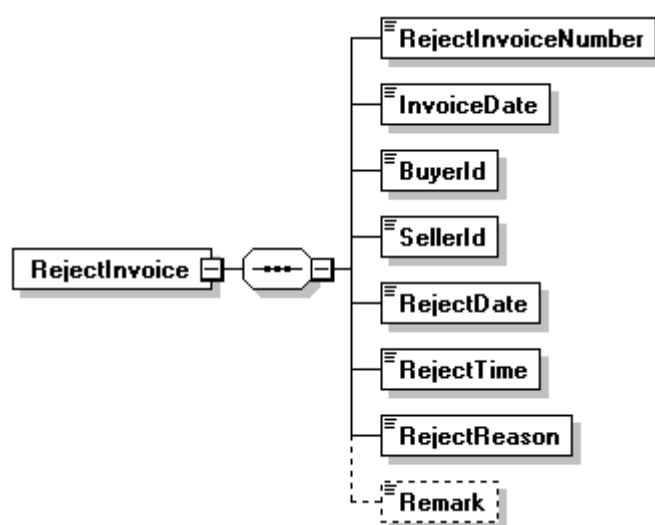 RejectInvoiceNumber
InvoiceDate
BuyerId
SellerId
RejectInvoice
RejectDate
RejectTime
RejectReason
Remark